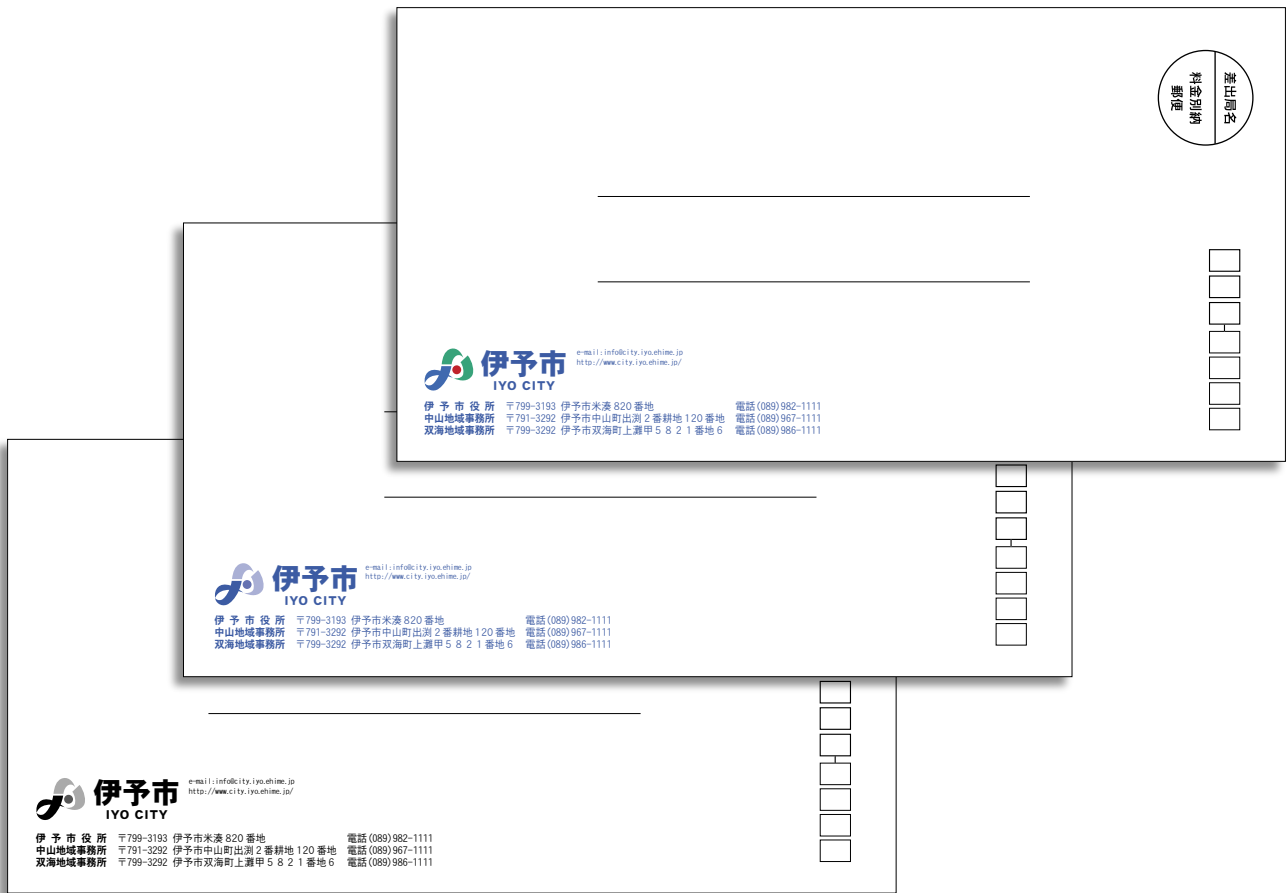 差出局名
料金別納
郵便
伊予市
IYO CITY
e-mail:info@city.iyo.ehime.jp
http://www.city.iyo.ehime.jp/
伊予市役所 〒799-3193 伊予市米湊820番地 電話(089)982-1111
中山地域事務所 〒791-3292 伊予市中山町出渕2番耕地120番地 電話(089)967-1111
双海地域事務所 〒799-3292 伊予市双海町上灘甲5821番地6 電話(089)986-1111
伊予市
IYO CITY
e-mail:info@city.iyo.ehime.jp
http://www.city.iyo.ehime.jp/
伊予市役所 〒799-3193 伊予市米湊820番地 電話(089)982-1111
中山地域事務所 〒791-3292 伊予市中山町出渕2番耕地120番地 電話(089)967-1111
双海地域事務所 〒799-3292 伊予市双海町上灘甲5821番地6 電話(089)986-1111
伊予市
IYO CITY
e-mail:info@city.iyo.ehime.jp
http://www.city.iyo.ehime.jp/
伊予市役所 〒799-3193 伊予市米湊820番地 電話(089)982-1111
中山地域事務所 〒791-3292 伊予市中山町出渕2番耕地120番地 電話(089)967-1111
双海地域事務所 〒799-3292 伊予市双海町上灘甲5821番地6 電話(089)986-1111